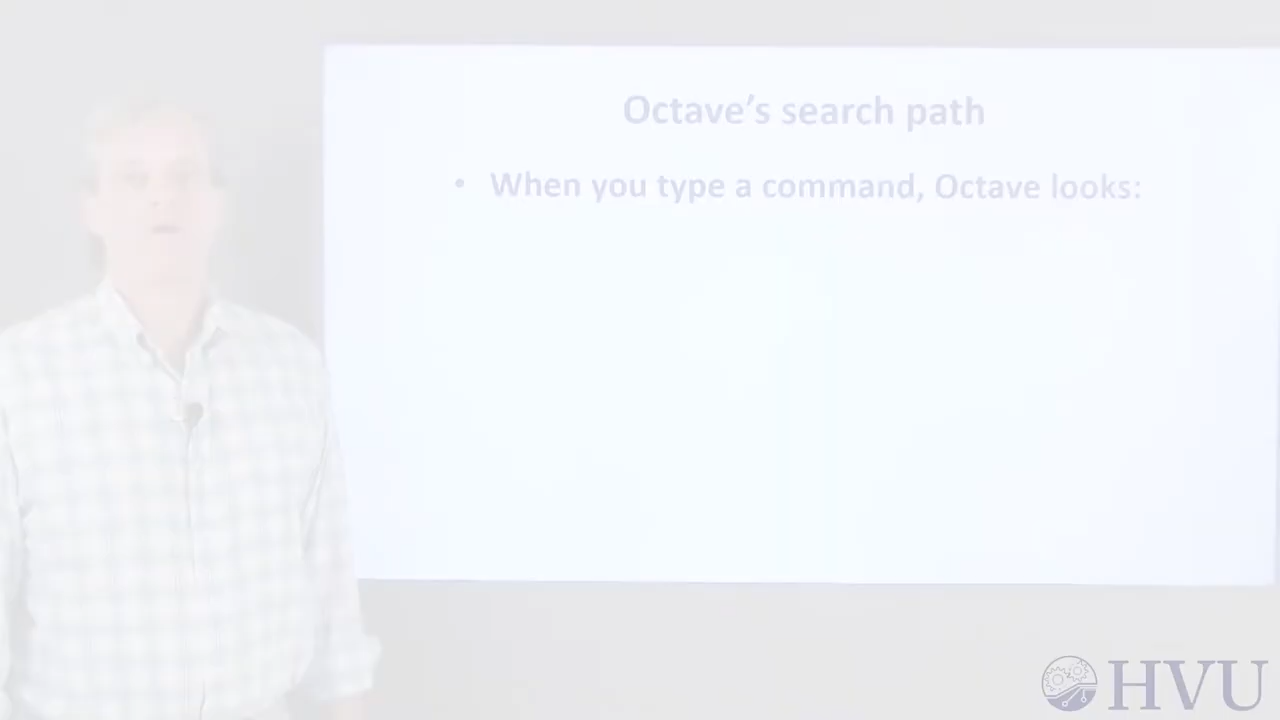 Octave's search path
• When you type a command, Octave looks:
HVU